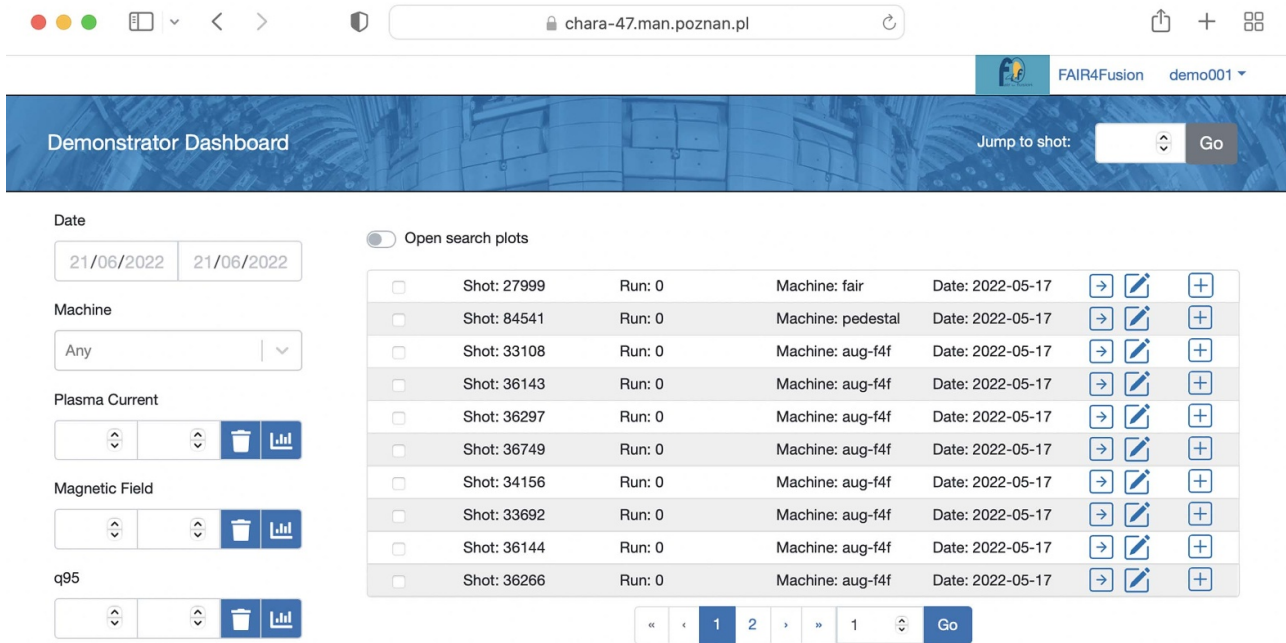 chara-47.man.poznan.pl
FAIR4Fusion demo001
Demonstrator Dashboard
Jump to shot: Go
Date
21/06/2022 21/06/2022
Machine
Any
Plasma Current
Magnetic Field
q95
Open search plots
Shot: 27999 Run: 0 Machine: fair Date: 2022-05-17
Shot: 84541 Run: 0 Machine: pedestal Date: 2022-05-17
Shot: 33108 Run: 0 Machine: aug-f4f Date: 2022-05-17
Shot: 36143 Run: 0 Machine: aug-f4f Date: 2022-05-17
Shot: 36297 Run: 0 Machine: aug-f4f Date: 2022-05-17
Shot: 36749 Run: 0 Machine: aug-f4f Date: 2022-05-17
Shot: 34156 Run: 0 Machine: aug-f4f Date: 2022-05-17
Shot: 33692 Run: 0 Machine: aug-f4f Date: 2022-05-17
Shot: 36144 Run: 0 Machine: aug-f4f Date: 2022-05-17
Shot: 36266 Run: 0 Machine: aug-f4f Date: 2022-05-17
« ‹ 1 2 › » 1 Go